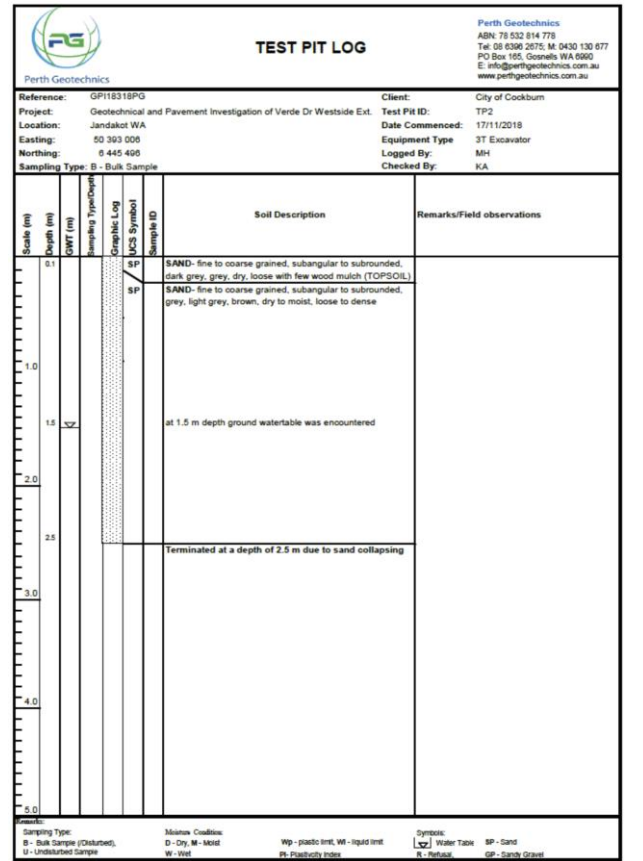 PG
Perth Geotechnics
TEST PIT LOG
Perth Geotechnics
ABN: 78 532 814 778
Tel: 08 6396 2675; M: 0430 130 677
PO Box 165, Gosnells WA 6990
E: info@perthgeotechnics.com.au
www.perthgeotechnics.com.au
Reference: GPI18318PG Client: City of Cockburn
Project: Geotechnical and Pavement Investigation of Verde Dr Westside Ext. Test Pit ID: TP2
Location: Jandakot WA Date Commenced: 17/11/2018
Easting: 50 393 006 Equipment Type 3T Excavator
Northing: 6 445 496 Logged By: MH
Sampling Type: B - Bulk Sample Checked By: KA
Scale (m) Depth (m) GWT (m) Sampling Type/Depth Graphic Log UCS Symbol Sample ID Soil Description Remarks/Field observations
0.1 SP SAND- fine to coarse grained, subangular to subrounded,
dark grey, grey, dry, loose with few wood mulch (TOPSOIL)
SP SAND- fine to coarse grained, subangular to subrounded,
grey, light grey, brown, dry to moist, loose to dense
1.0
1.5 at 1.5 m depth ground watertable was encountered
2.0
2.5
Terminated at a depth of 2.5 m due to sand collapsing
3.0
4.0
5.0
Remarks:
Sampling Type: Moisture Condition: Symbols:
B - Bulk Sample (/Disturbed), D - Dry, M - Moist Wp - plastic limit, Wl - liquid limit Water Table SP - Sand
U - Undisturbed Sample W - Wet PI- Plastivcity Index R - Refusal, GP - Sandy Gravel